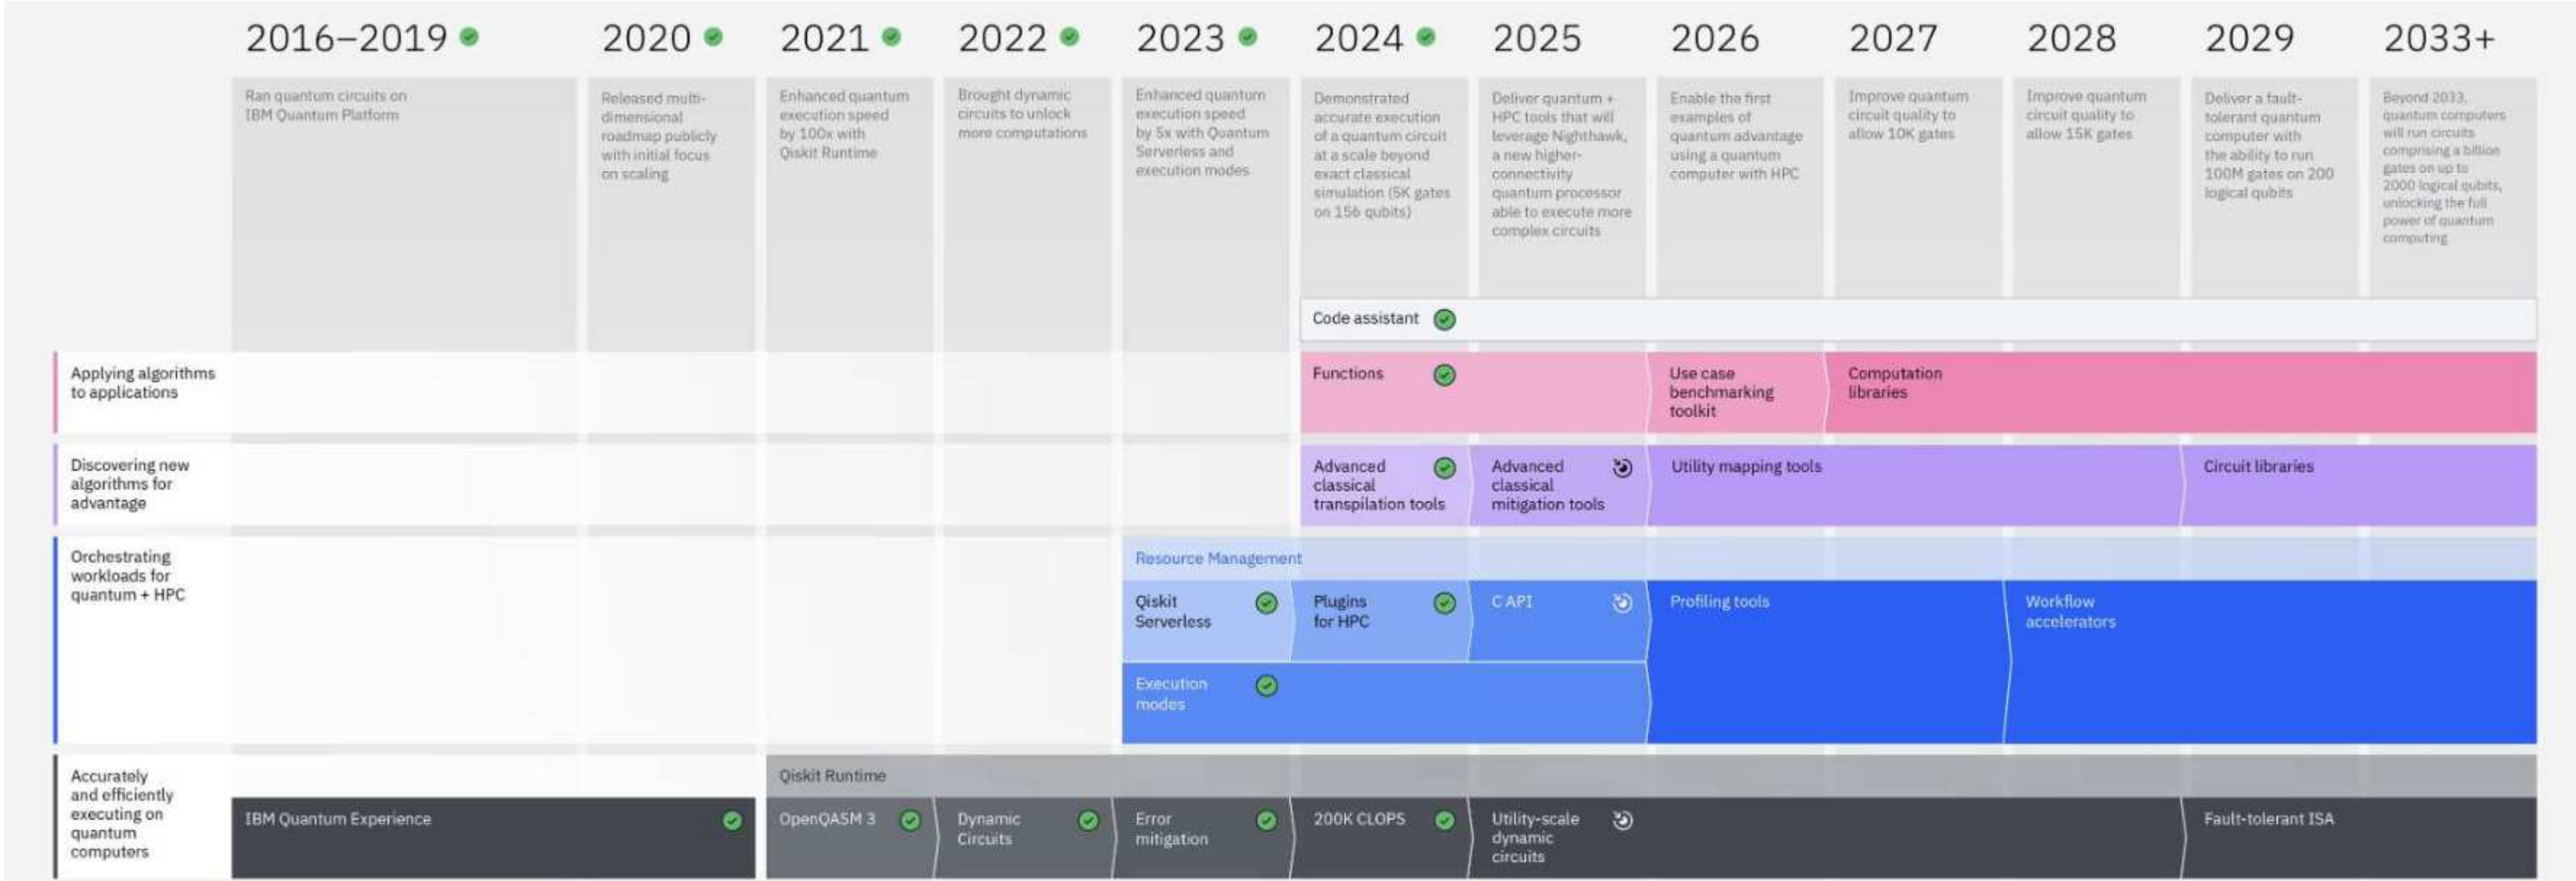 2016–2019
2020
2021
2022
2023
2024
2025
2026
2027
2028
2029
2033+
Ran quantum circuits on
IBM Quantum Platform
Released multi-
dimensional
roadmap publicly
with initial focus
on scaling
Enhanced quantum
execution speed
by 100x with
Qiskit Runtime
Brought dynamic
circuits to unlock
more computations
Enhanced quantum
execution speed
by 5x with Quantum
Serverless and
execution modes
Demonstrated
accurate execution
of a quantum circuit
at a scale beyond
exact classical
simulation (5K gates
on 156 qubits)
Deliver quantum +
HPC tools that will
leverage Nighthawk,
a new higher-
connectivity
quantum processor
able to execute more
complex circuits
Enable the first
examples of
quantum advantage
using a quantum
computer with HPC
Improve quantum
circuit quality to
allow 10K gates
Improve quantum
circuit quality to
allow 15K gates
Deliver a fault-
tolerant quantum
computer with
the ability to run
100M gates on 200
logical qubits
Beyond 2033,
quantum computers
will run circuits
comprising a billion
gates on up to
2000 logical qubits,
unlocking the full
power of quantum
computing
Code assistant
Applying algorithms
to applications
Functions
Use case
benchmarking
toolkit
Computation
libraries
Discovering new
algorithms for
advantage
Advanced
classical
transpilation tools
Advanced
classical
mitigation tools
Utility mapping tools
Circuit libraries
Orchestrating
workloads for
quantum + HPC
Resource Management
Qiskit
Serverless
Plugins
for HPC
C API
Profiling tools
Workflow
accelerators
Execution
modes
Accurately
and efficiently
executing on
quantum
computers
Qiskit Runtime
IBM Quantum Experience
OpenQASM 3
Dynamic
Circuits
Error
mitigation
200K CLOPS
Utility-scale
dynamic
circuits
Fault-tolerant ISA